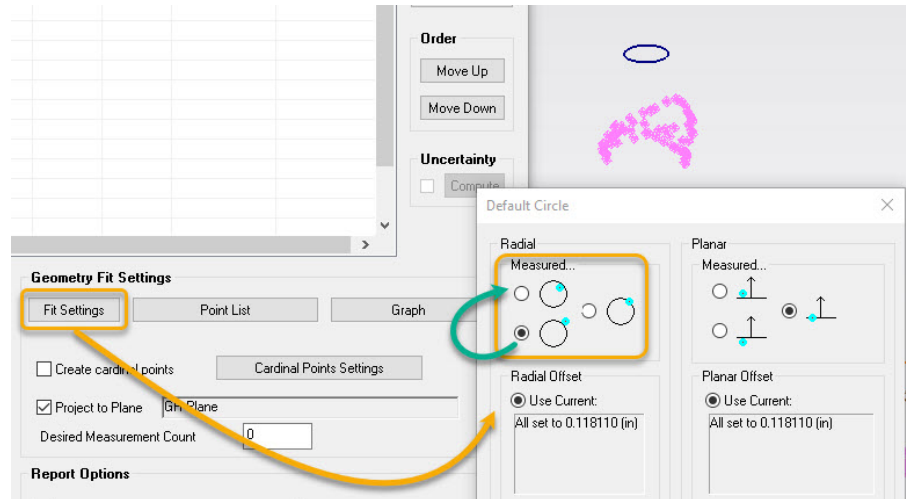 Order
Move Up
Move Down
Uncertainty
Compute
Default Circle
Geometry Fit Settings
Fit Settings
Point List
Graph
Create cardinal points
Cardinal Points Settings
Project to Plane
Plane
Desired Measurement Count
0
Report Options
Radial
Measured...
Radial Offset
Use Current:
All set to 0.118110 (in)
Planar
Measured...
Planar Offset
Use Current:
All set to 0.118110 (in)